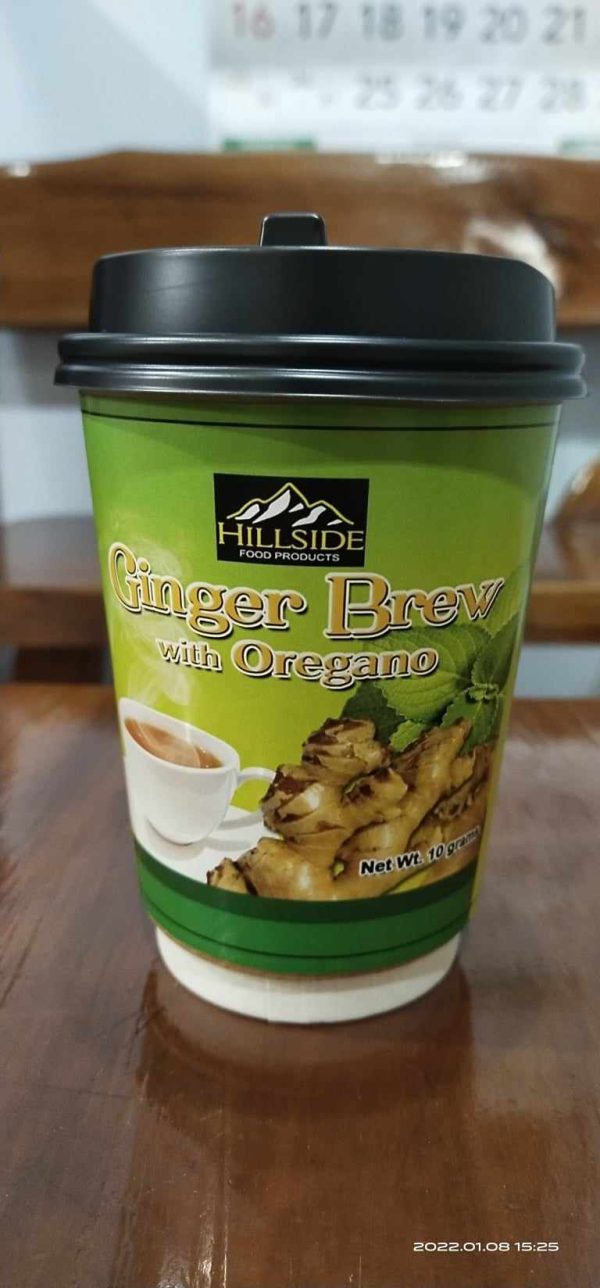 16 17 18 19 20 21
25 26 27 28
HILLSIDE
FOOD PRODUCTS
Ginger Brew
with Oregano
Net Wt. 10 grams
2022.01.08 15:25